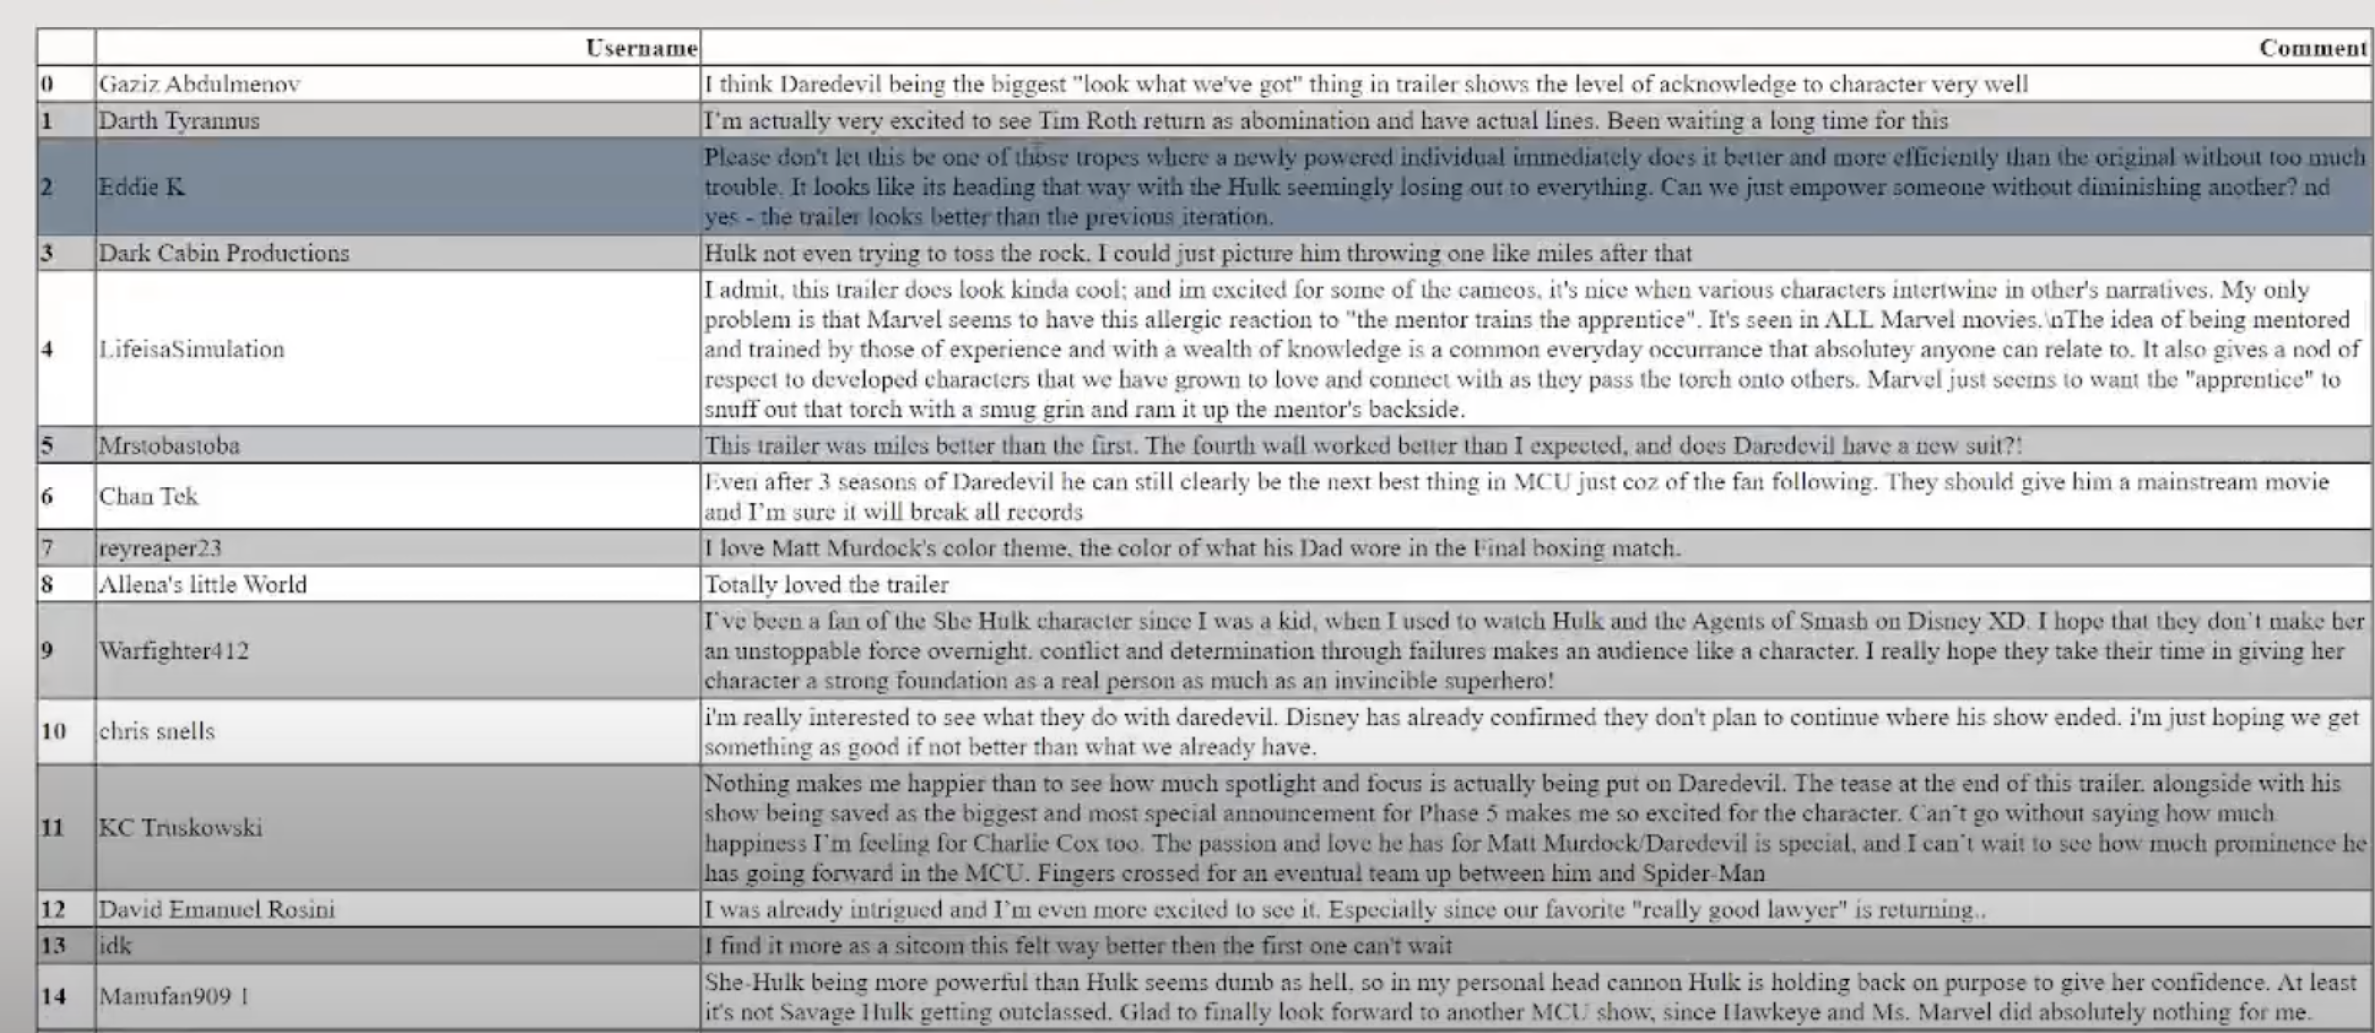 Username Comment
0 Gaziz Abdulmenov I think Daredevil being the biggest "look what we've got" thing in trailer shows the level of acknowledge to character very well
1 Darth Tyrannus I'm actually very excited to see Tim Roth return as abomination and have actual lines. Been waiting a long time for this
2 Eddie K Please don't let this be one of those tropes where a newly powered individual immediately does it better and more efficiently than the original without too much
trouble. It looks like its heading that way with the Hulk seemingly losing out to everything. Can we just empower someone without diminishing another? nd
yes - the trailer looks better than the previous iteration.
3 Dark Cabin Productions Hulk not even trying to toss the rock. I could just picture him throwing one like miles after that
4 LifeisaSimulation I admit, this trailer does look kinda cool; and im excited for some of the cameos, it's nice when various characters intertwine in other's narratives. My only
problem is that Marvel seems to have this allergic reaction to "the mentor trains the apprentice". It's seen in ALL Marvel movies.\nThe idea of being mentored
and trained by those of experience and with a wealth of knowledge is a common everyday occurrance that absolutey anyone can relate to. It also gives a nod of
respect to developed characters that we have grown to love and connect with as they pass the torch onto others. Marvel just seems to want the "apprentice" to
snuff out that torch with a smug grin and ram it up the mentor's backside.
5 Mrstobastoba This trailer was miles better than the first. The fourth wall worked better than I expected, and does Daredevil have a new suit?!
6 Chan Tek Even after 3 seasons of Daredevil he can still clearly be the next best thing in MCU just coz of the fan following. They should give him a mainstream movie
and I'm sure it will break all records
7 reyreaper23 I love Matt Murdock's color theme, the color of what his Dad wore in the Final boxing match.
8 Allena's little World Totally loved the trailer
9 Warfighter412 I've been a fan of the She Hulk character since I was a kid, when I used to watch Hulk and the Agents of Smash on Disney XD. I hope that they don't make her
an unstoppable force overnight. conflict and determination through failures makes an audience like a character. I really hope they take their time in giving her
character a strong foundation as a real person as much as an invincible superhero!
10 chris snells i'm really interested to see what they do with daredevil. Disney has already confirmed they don't plan to continue where his show ended. i'm just hoping we get
something as good if not better than what we already have.
11 KC Truskowski Nothing makes me happier than to see how much spotlight and focus is actually being put on Daredevil. The tease at the end of this trailer, alongside with his
show being saved as the biggest and most special announcement for Phase 5 makes me so excited for the character. Can't go without saying how much
happiness I'm feeling for Charlie Cox too. The passion and love he has for Matt Murdock/Daredevil is special, and I can't wait to see how much prominence he
has going forward in the MCU. Fingers crossed for an eventual team up between him and Spider-Man
12 David Emanuel Rosini I was already intrigued and I'm even more excited to see it. Especially since our favorite "really good lawyer" is returning..
13 idk I find it more as a sitcom this felt way better then the first one can't wait
14 Manufan909 1 She-Hulk being more powerful than Hulk seems dumb as hell, so in my personal head cannon Hulk is holding back on purpose to give her confidence. At least
it's not Savage Hulk getting outclassed. Glad to finally look forward to another MCU show, since Hawkeye and Ms. Marvel did absolutely nothing for me.